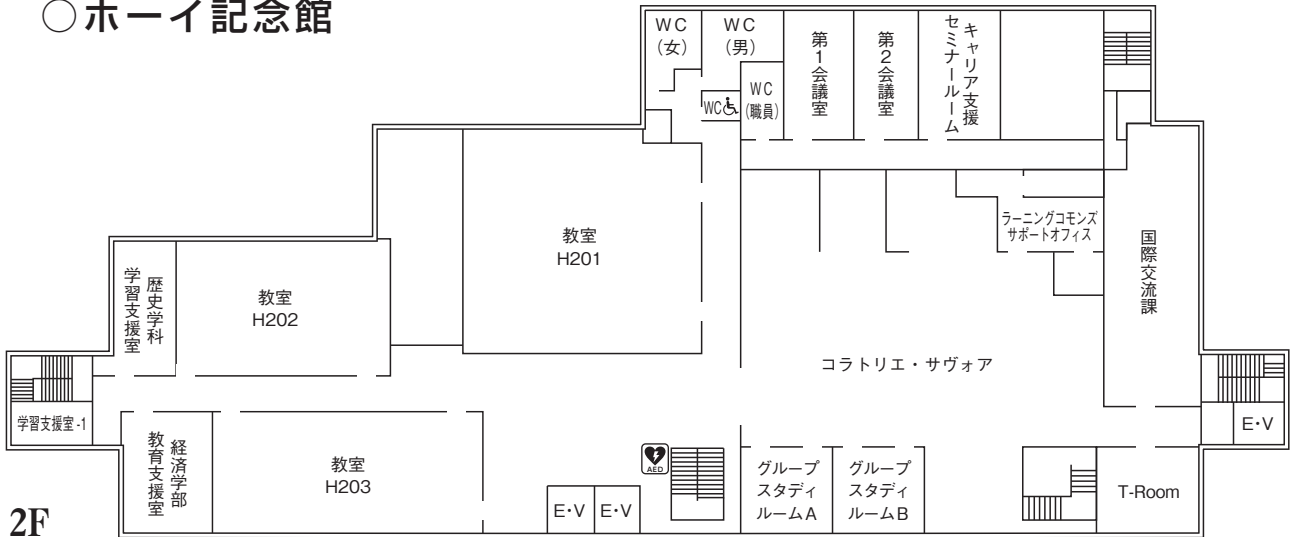 ○ホーイ記念館
WC
(女)
WC
(男)
WC
WC
(職員)
第1会議室
第2会議室
キャリア支援
セミナールーム
教室
H201
ラーニングコモンズ
サポートオフィス
国際交流課
歴史学科
学習支援室
教室
H202
コラトリエ・サヴォア
学習支援室-1
経済学部
教育支援室
教室
H203
AED
E・V
E・V
グループ
スタディ
ルームA
グループ
スタディ
ルームB
T-Room
E・V
2F